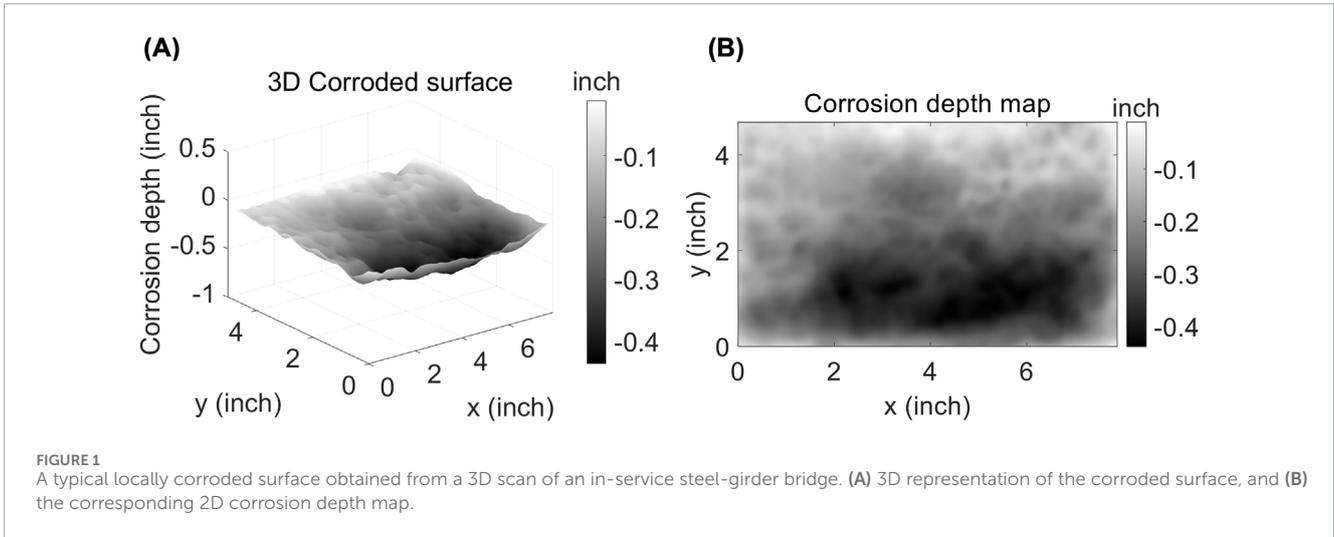 (A)
3D Corroded surface
inch
Corrosion depth (inch)
0.5
0
-0.5
-1
4
2
0
y (inch)
0
2
4
6
x (inch)
-0.1
-0.2
-0.3
-0.4
(B)
Corrosion depth map
inch
y (inch)
4
2
0
0
2
4
6
x (inch)
-0.1
-0.2
-0.3
-0.4
FIGURE 1
A typical locally corroded surface obtained from a 3D scan of an in-service steel-girder bridge. (A) 3D representation of the corroded surface, and (B)
the corresponding 2D corrosion depth map.